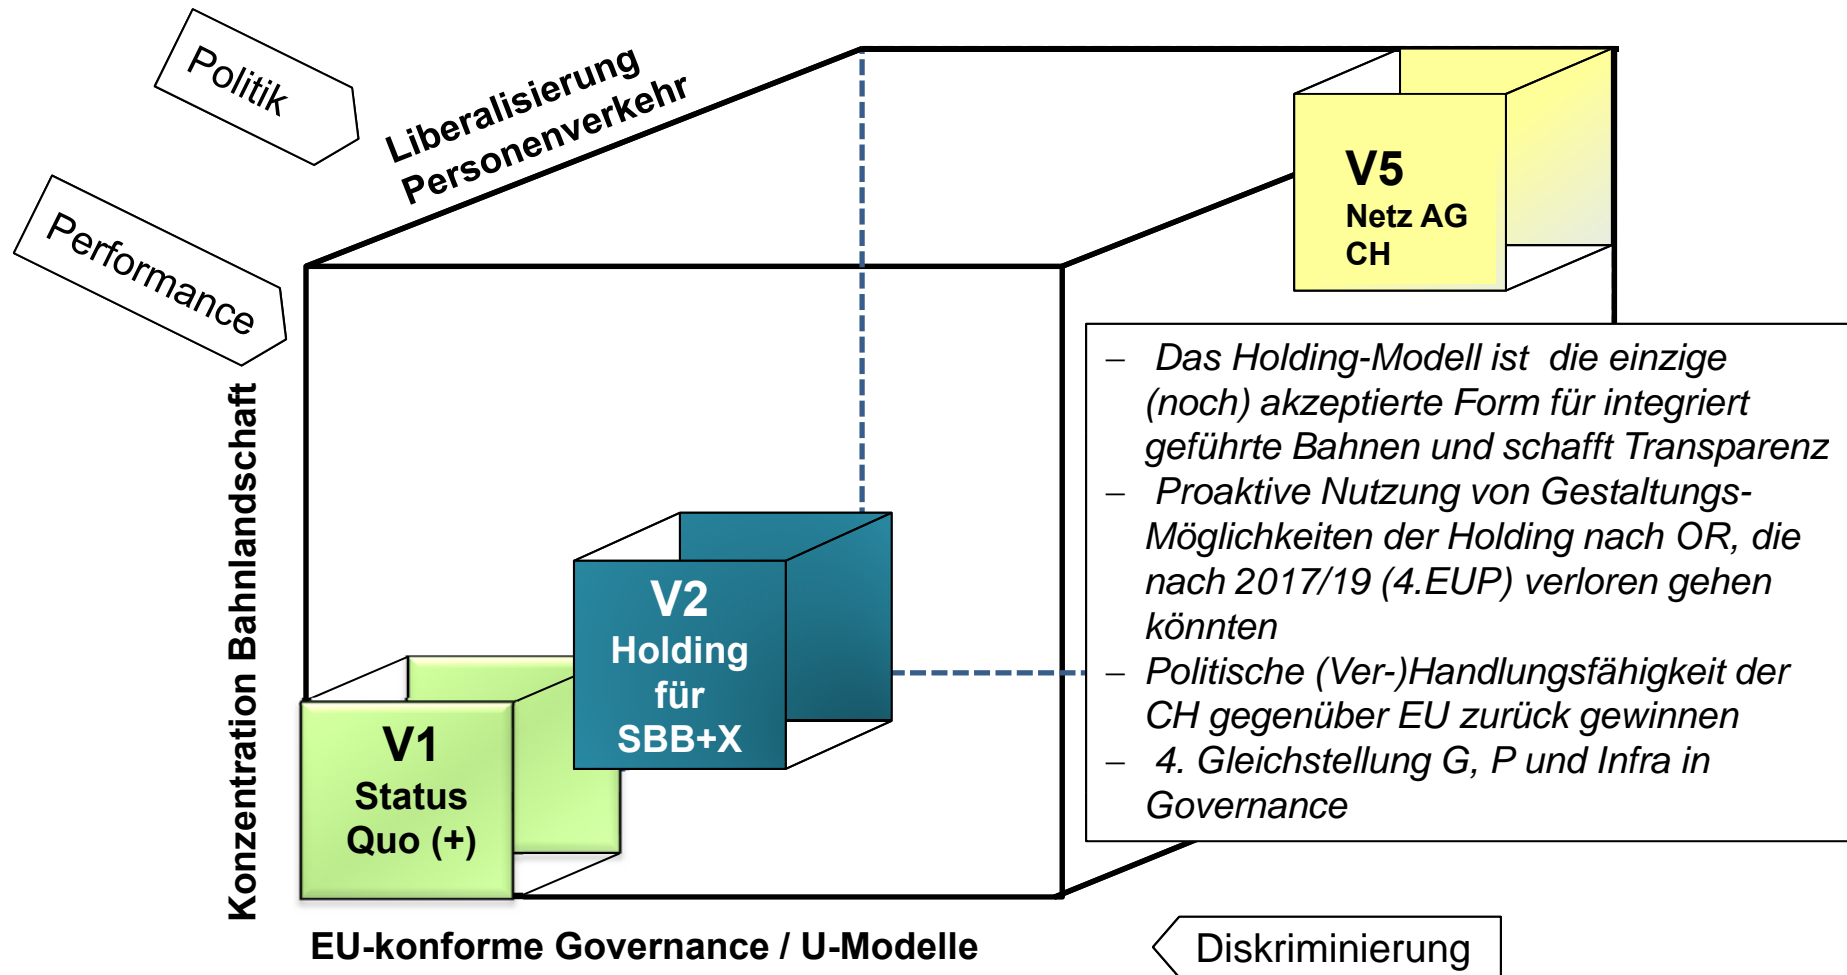 Politik
Liberalisierung
Personenverkehr
Performance
V5
Netz AG
CH
Konzentration Bahnlandschaft
– Das Holding-Modell ist die einzige
(noch) akzeptierte Form für integriert
geführte Bahnen und schafft Transparenz
– Proaktive Nutzung von Gestaltungs-
Möglichkeiten der Holding nach OR, die
nach 2017/19 (4.EUP) verloren gehen
könnten
– Politische (Ver-)Handlungsfähigkeit der
CH gegenüber EU zurück gewinnen
– 4. Gleichstellung G, P und Infra in
Governance
V2
Holding
für
SBB+X
V1
Status
Quo (+)
EU-konforme Governance / U-Modelle
Diskriminierung